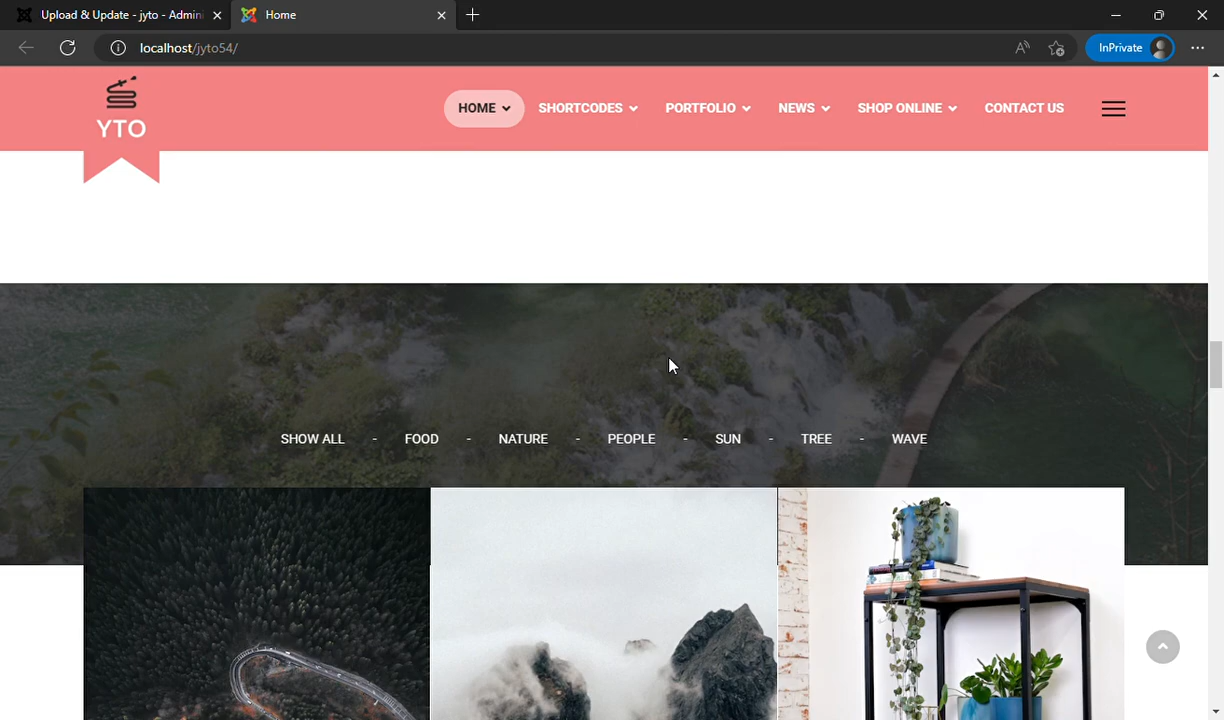 Upload & Update - jyto - Admini
Home
localhost/jyto54/
InPrivate
YTO
HOME
SHORTCODES
PORTFOLIO
NEWS
SHOP ONLINE
CONTACT US
SHOW ALL - FOOD - NATURE - PEOPLE - SUN - TREE - WAVE